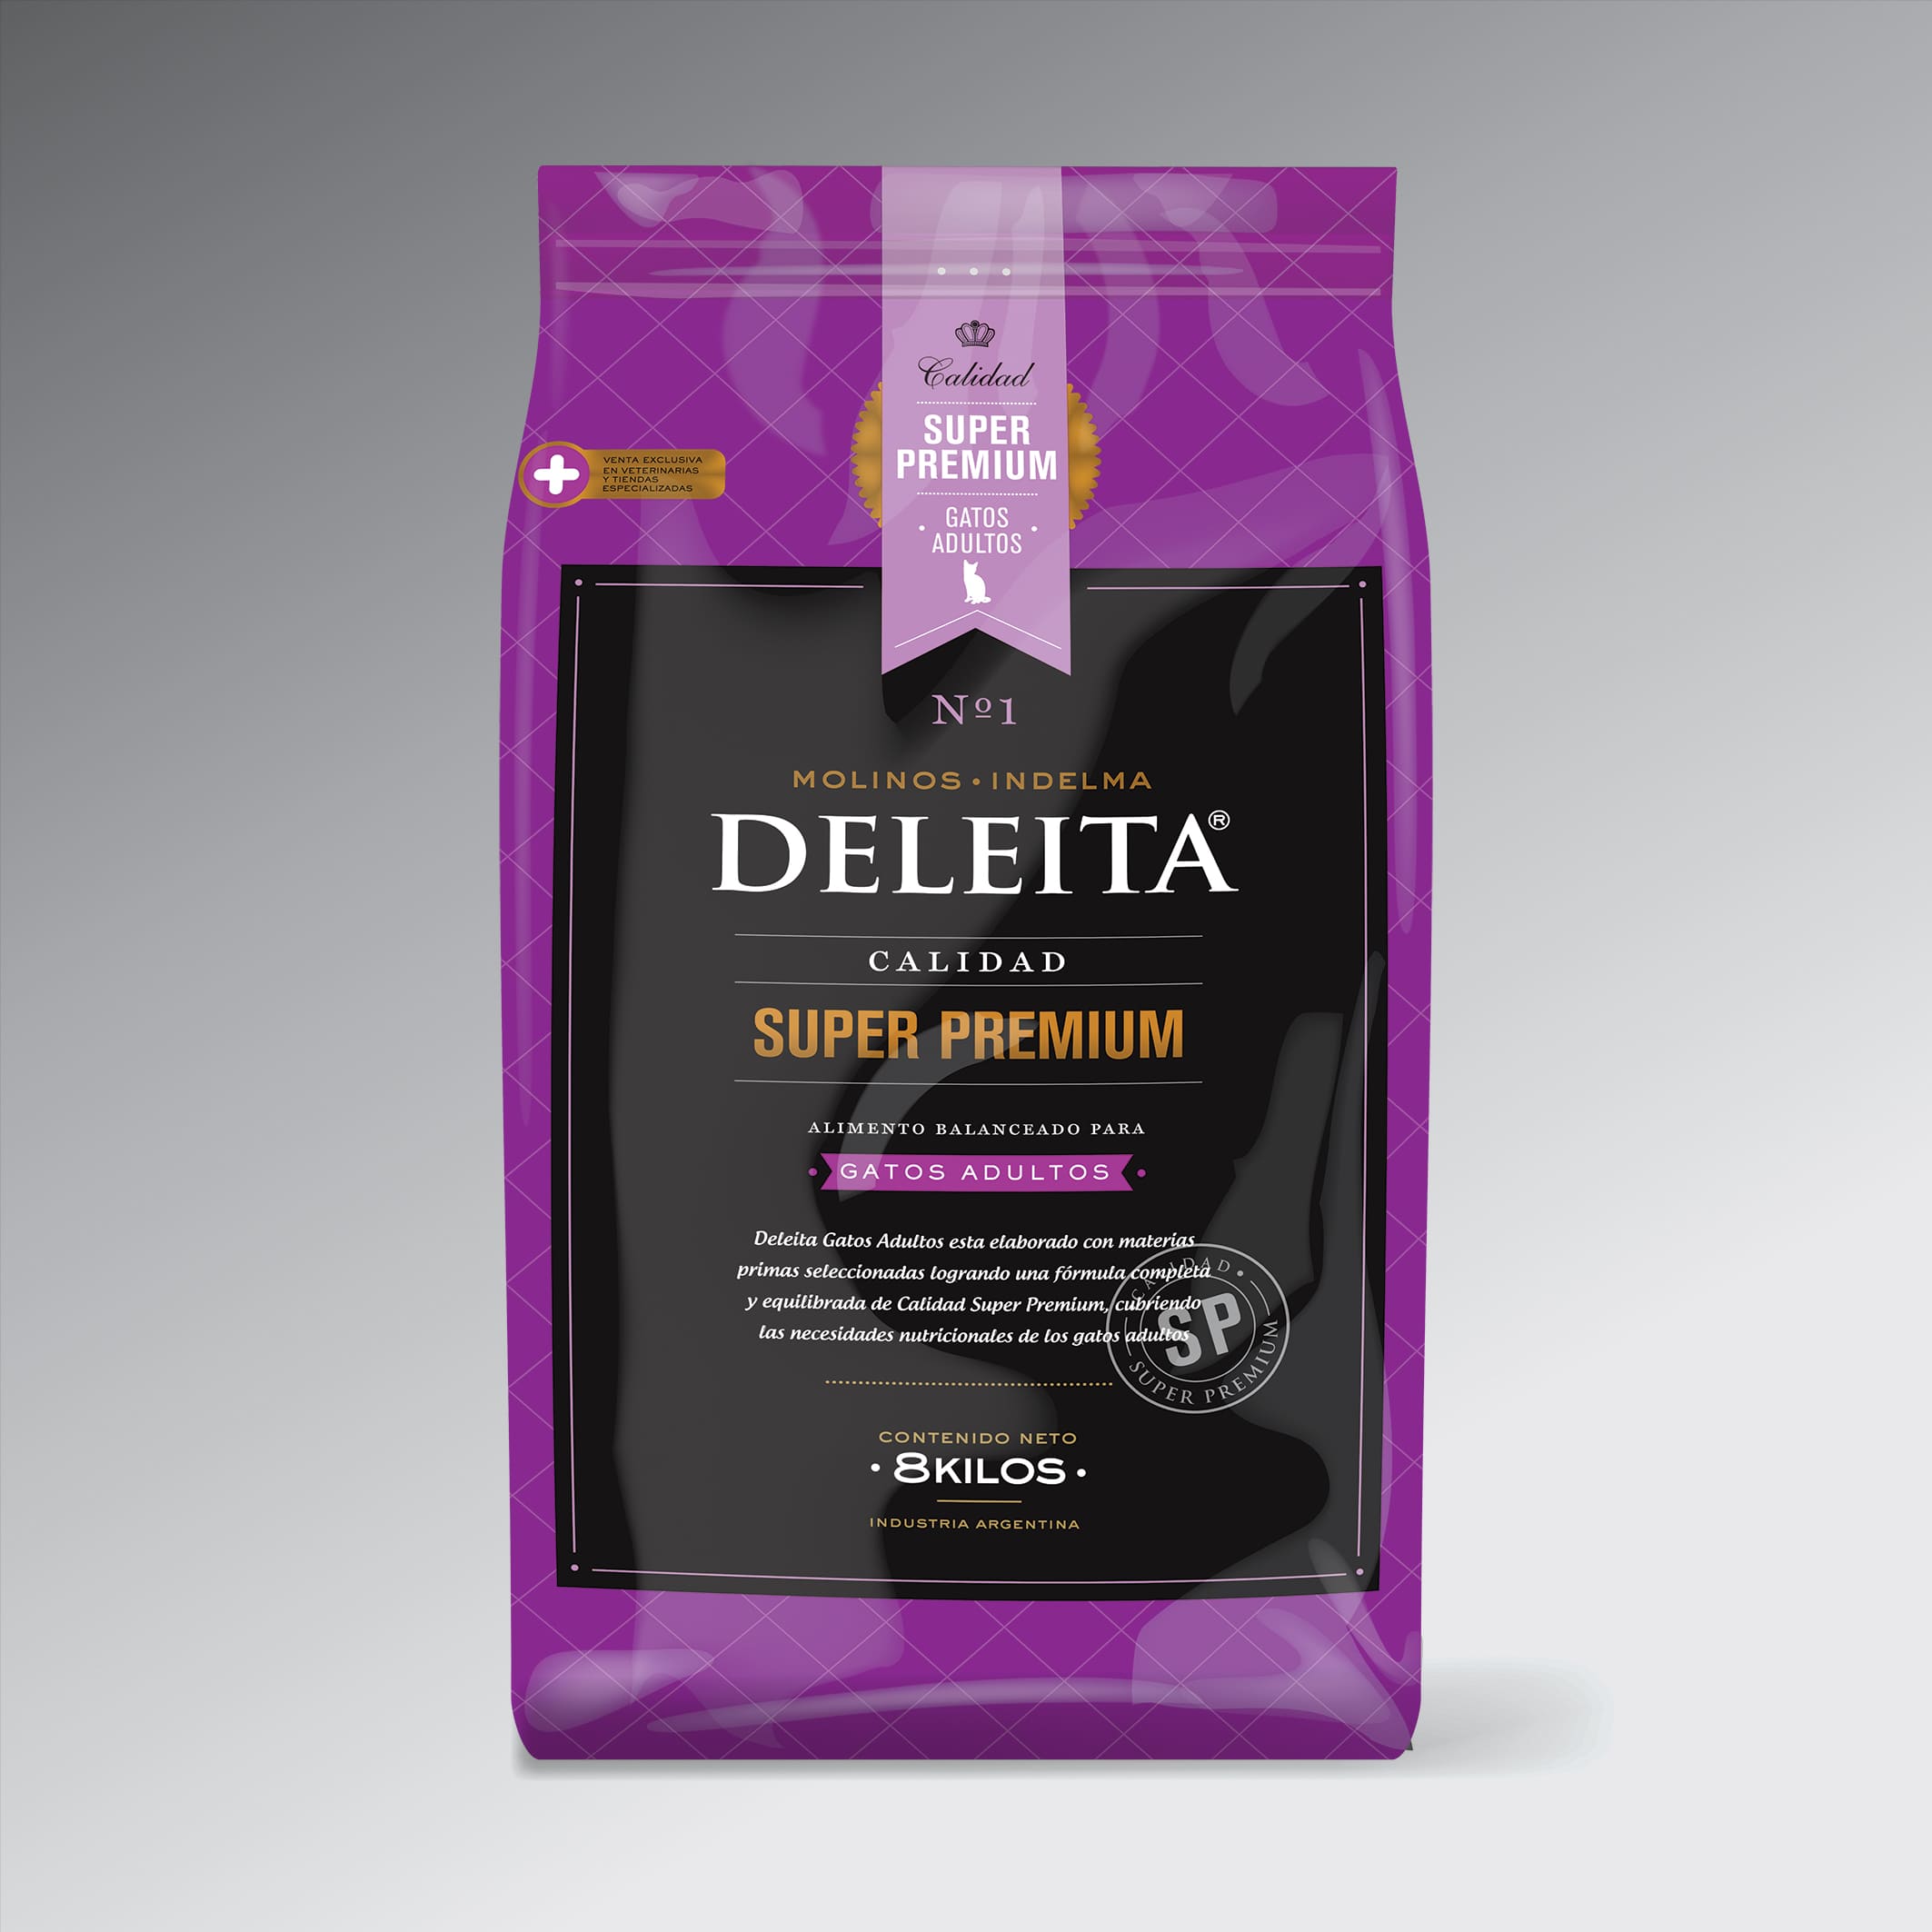 Calidad
SUPER
PREMIUM
GATOS
ADULTOS
VENTA EXCLUSIVA
EN VETERINARIAS
Y TIENDAS
ESPECIALIZADAS
Nº1
MOLINOS • INDELMA
DELEITA®
CALIDAD
SUPER PREMIUM
ALIMENTO BALANCEADO PARA
GATOS ADULTOS
Deleita Gatos Adultos esta elaborado con materias
primas seleccionadas logrando una fórmula completa
y equilibrada de Calidad Super Premium, cubriendo
las necesidades nutricionales de los gatos adultos
CALIDAD
SP
SUPER PREMIUM
CONTENIDO NETO
• 8KILOS •
INDUSTRIA ARGENTINA